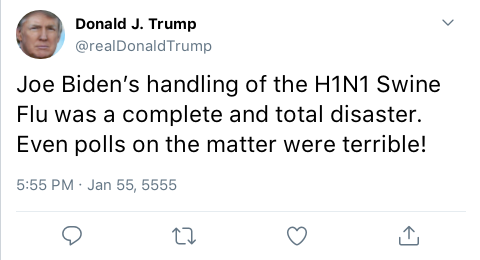 Donald J. Trump
@realDonaldTrump
Joe Biden’s handling of the H1N1 Swine
Flu was a complete and total disaster.
Even polls on the matter were terrible!
5:55 PM · Jan 55, 5555